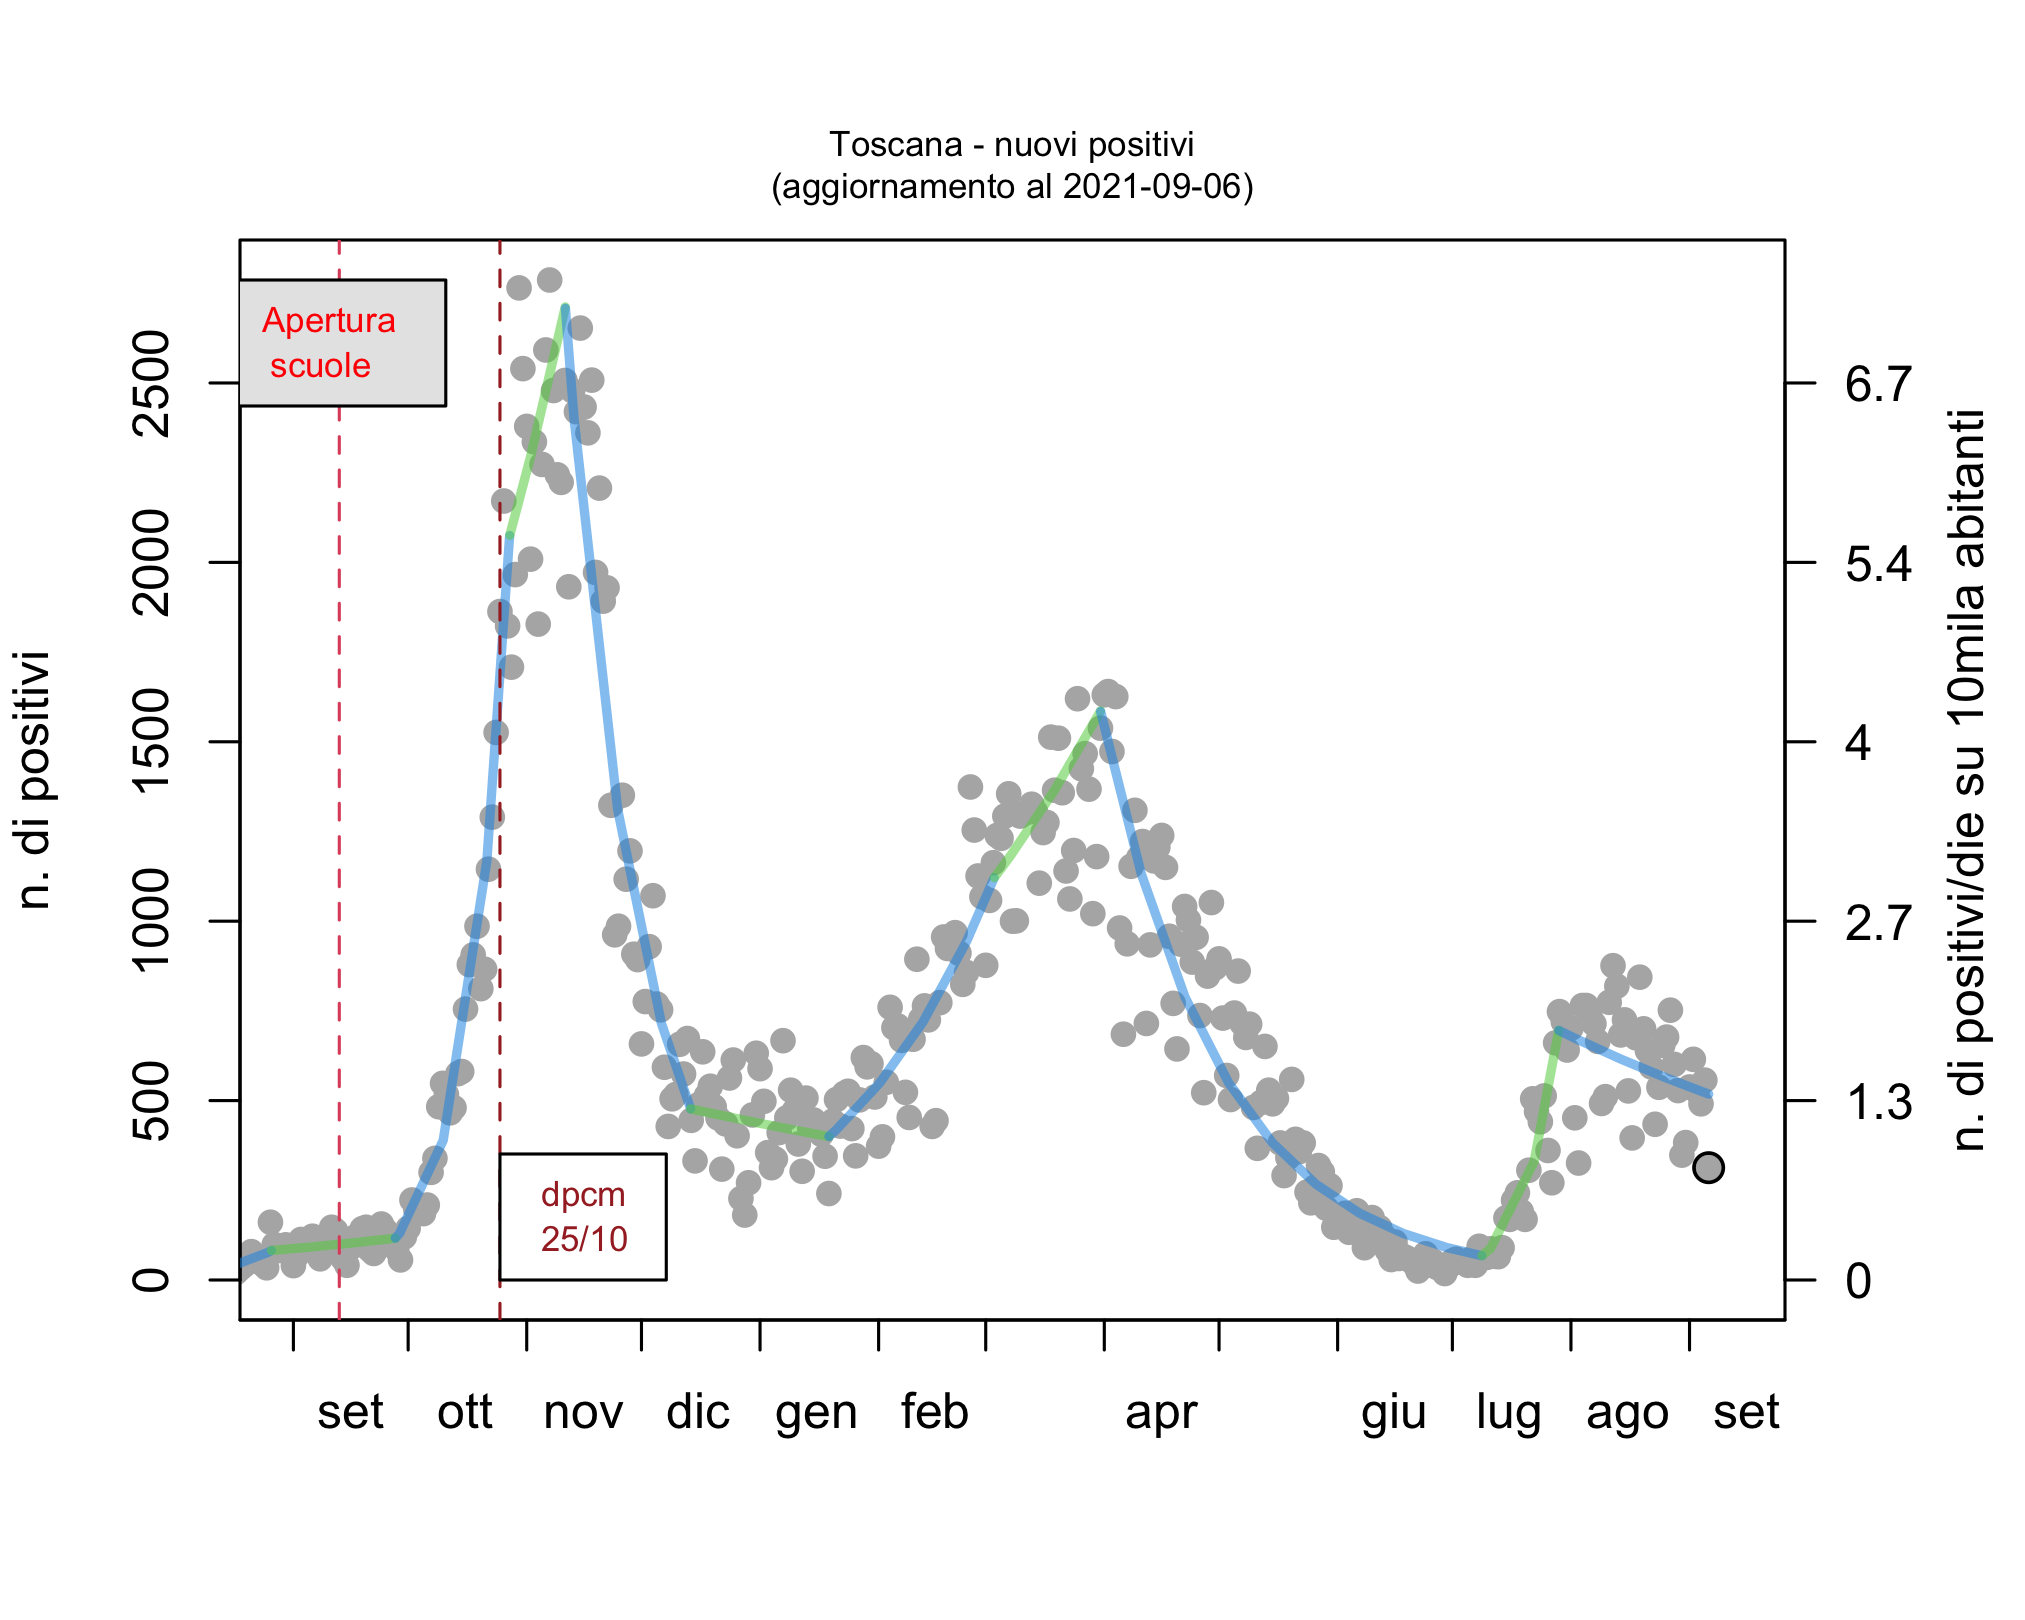 Toscana - nuovi positivi
(aggiornamento al 2021-09-06)
Apertura
scuole
dpcm
25/10
n. di positivi
2500
2000
1500
1000
500
0
6.7
5.4
4
2.7
1.3
0
n. di positivi/die su 10mila abitanti
set ott nov dic gen feb apr giu lug ago set